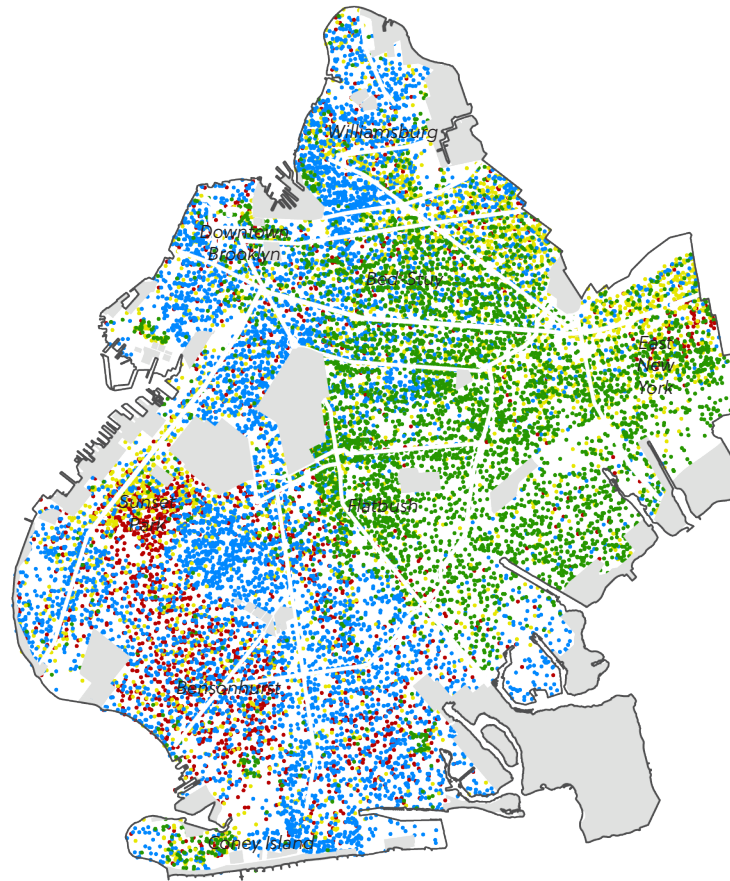 Williamsburg
Downtown
Brooklyn
Bed-Stuy
East
New
York
Sunset
Park
Flatbush
Bensonhurst
Coney Island